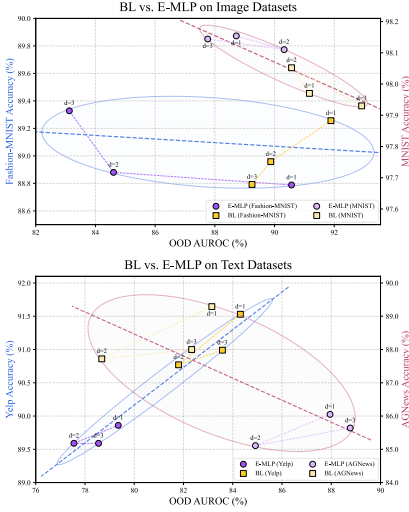 BL vs. E-MLP on Image Datasets
Fashion-MNIST Accuracy (%)
90.0
89.8
89.6
89.4
89.2
89.0
88.8
88.6
98.2
98.1
98.0
97.9
97.8
97.7
97.6
MNIST Accuracy (%)
d=3
d=1
d=2
d=2
d=1
d=3
d=3
d=1
d=2
d=2
d=3
d=1
E-MLP (Fashion-MNIST)
BL (Fashion-MNIST)
E-MLP (MNIST)
BL (MNIST)
82 84 86 88 90 92
OOD AUROC (%)
BL vs. E-MLP on Text Datasets
Yelp Accuracy (%)
92.0
91.5
91.0
90.5
90.0
89.5
89.0
90.0
89.0
88.0
87.0
86.0
85.0
84.0
AGNews Accuracy (%)
d=1
d=1
d=3
d=3
d=2
d=2
d=1
d=2
d=3
d=1
d=3
d=2
E-MLP (Yelp)
BL (Yelp)
E-MLP (AGNews)
BL (AGNews)
76 78 80 82 84 86 88 90
OOD AUROC (%)